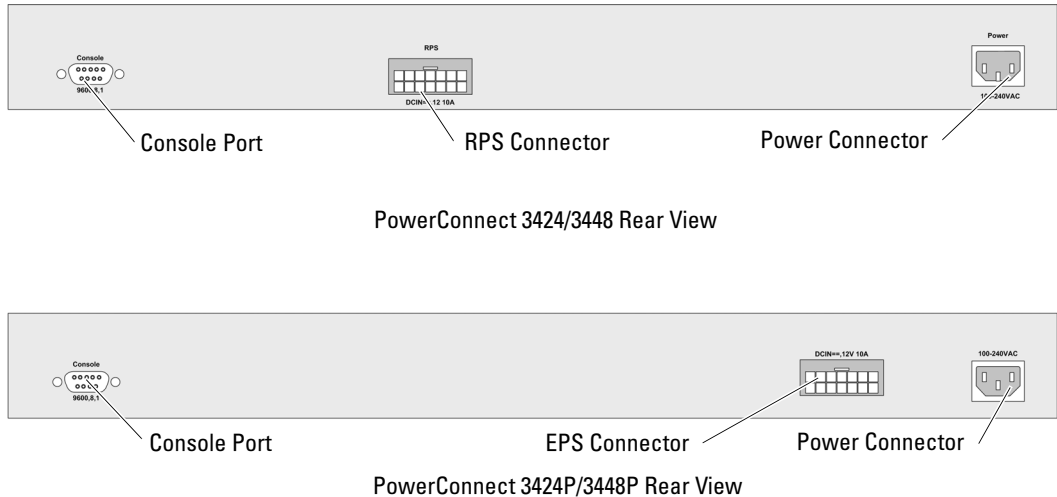 Power
RPS
Console
9600,8,1
DCIN==,12 10A
100-240VAC
Console Port
RPS Connector
Power Connector
PowerConnect 3424/3448 Rear View
DCIN==,12V 10A
100-240VAC
Console
9600,8,1
Console Port
EPS Connector
Power Connector
PowerConnect 3424P/3448P Rear View